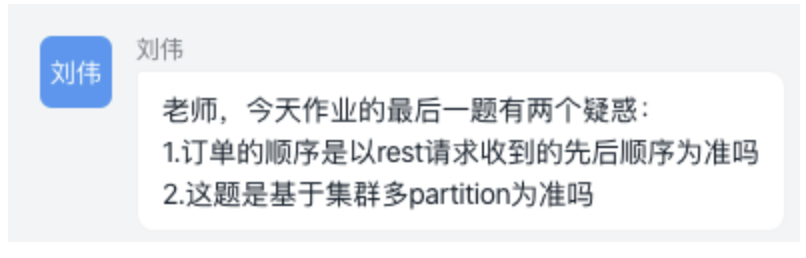 刘伟
刘伟
老师，今天作业的最后一题有两个疑惑：
1.订单的顺序是以rest请求收到的先后顺序为准吗
2.这题是基于集群多partition为准吗